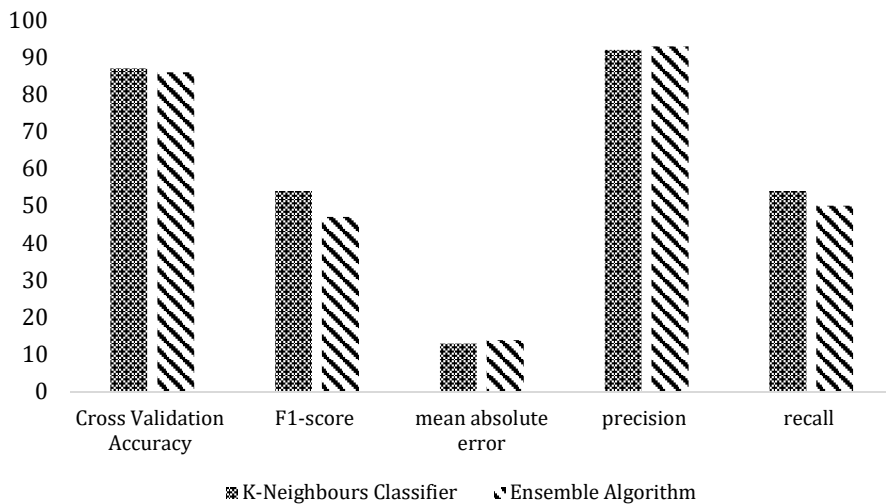 100
90
80
70
60
50
40
30
20
10
0
Cross Validation Accuracy
F1-score
mean absolute error
precision
recall
K-Neighbours Classifier
Ensemble Algorithm